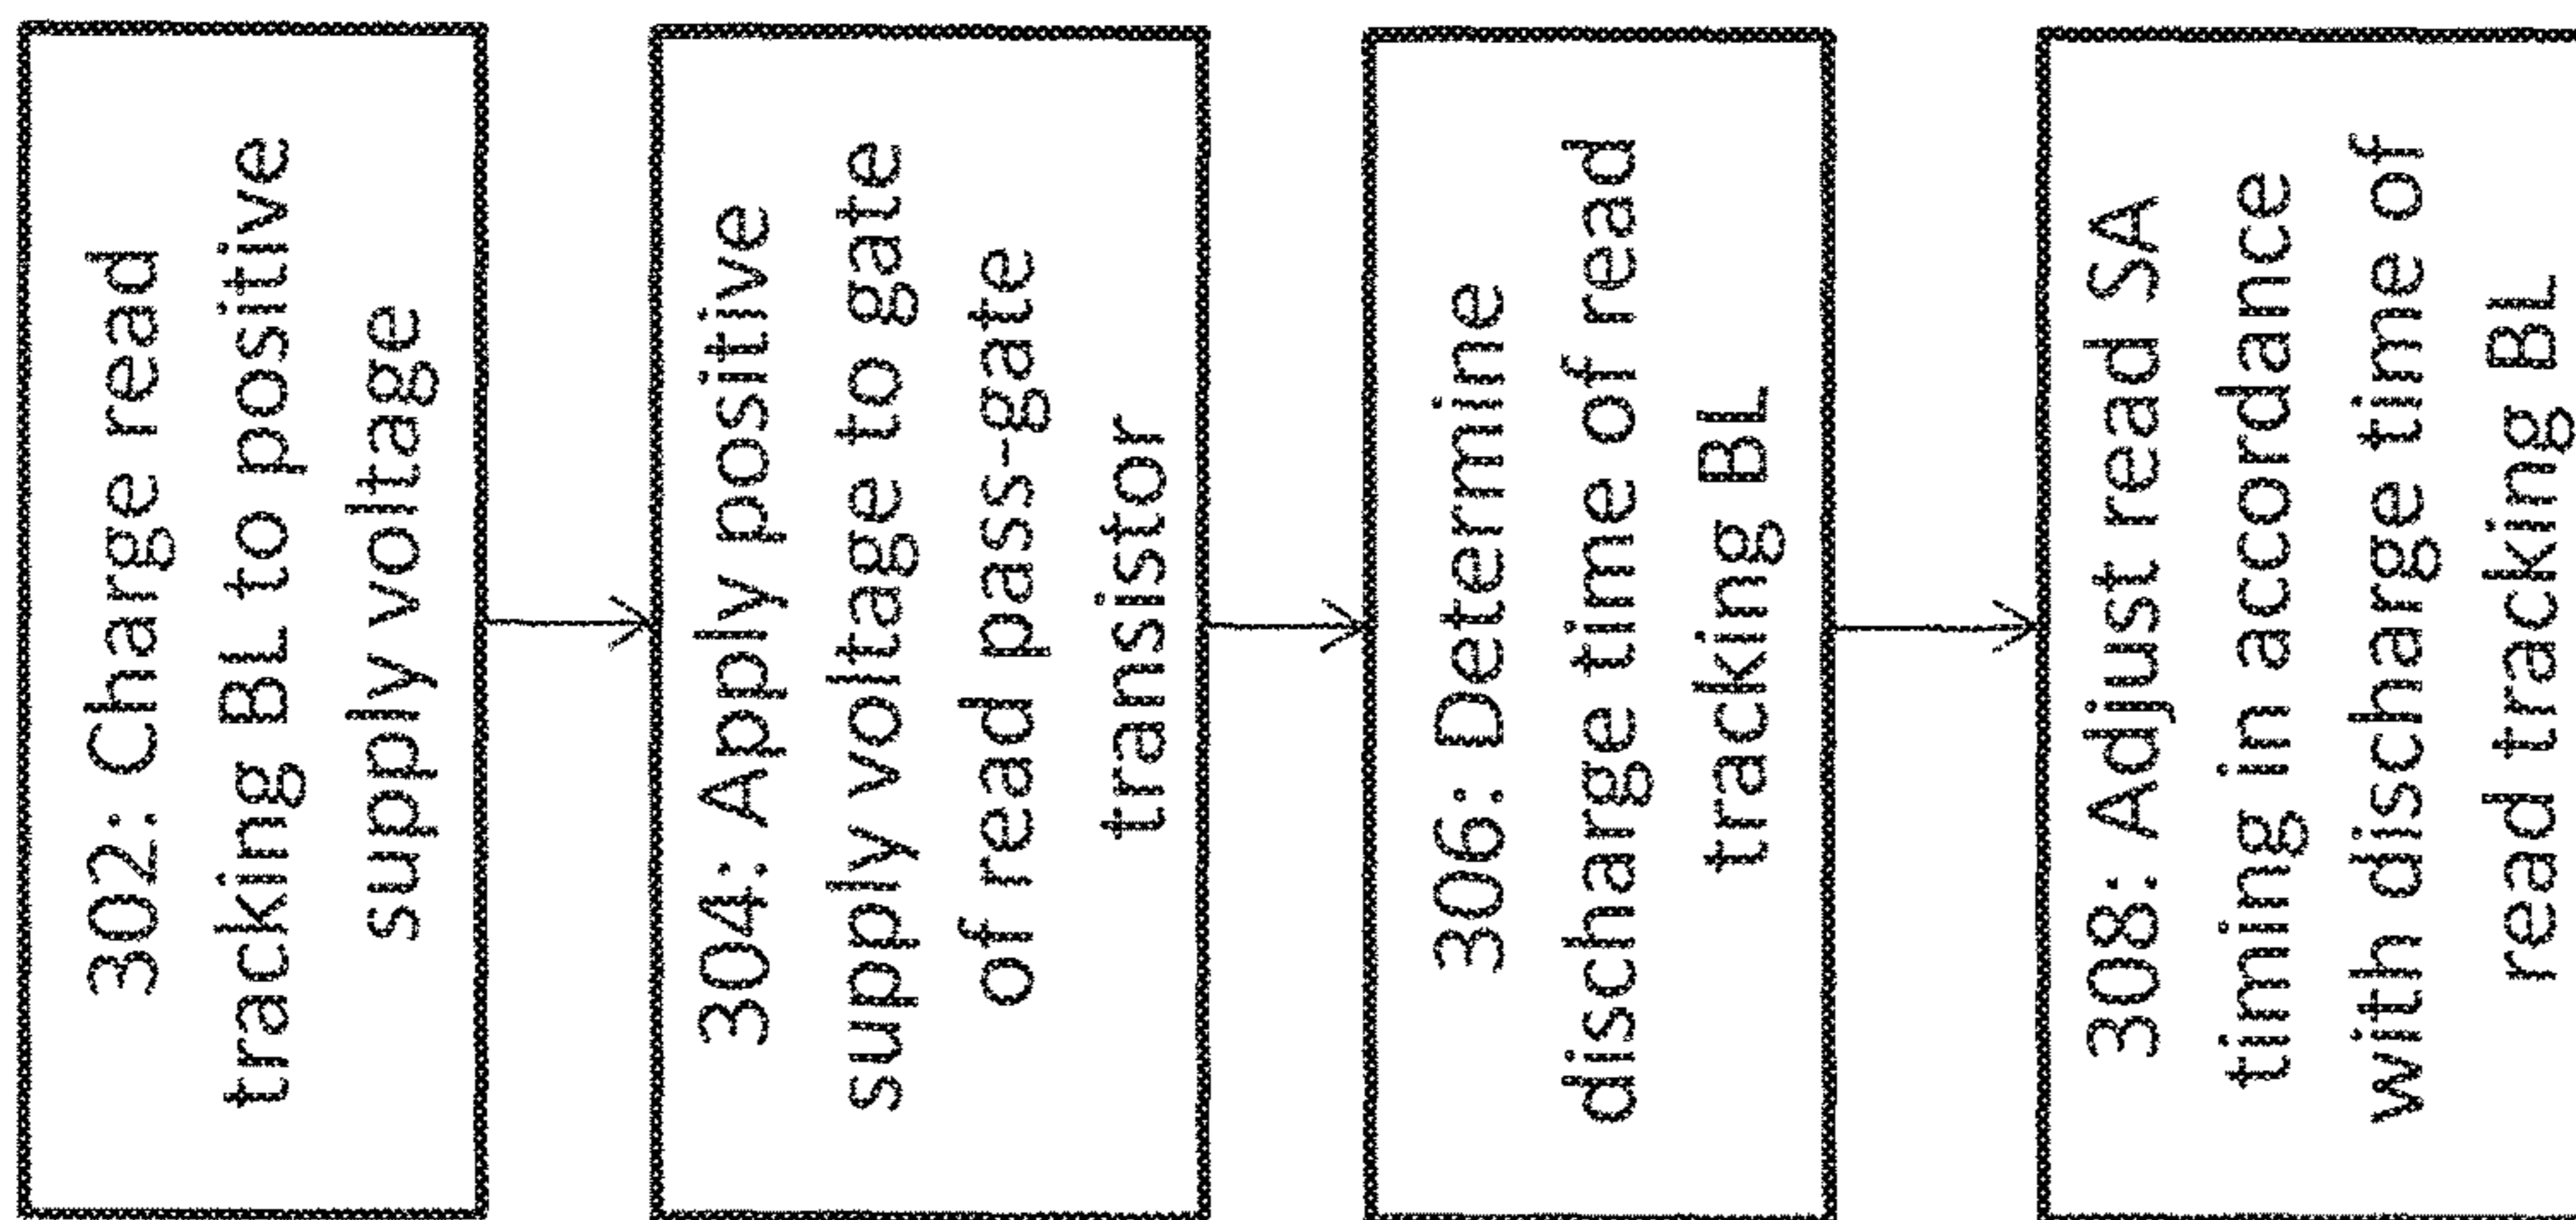 302: Charge read
tracking BL to positive
supply voltage
304: Apply positive
supply voltage to gate
of read pass-gate
transistor
306: Determine
discharge time of read
tracking BL
308: Adjust read SA
timing in accordance
with discharge time of
read tracking BL